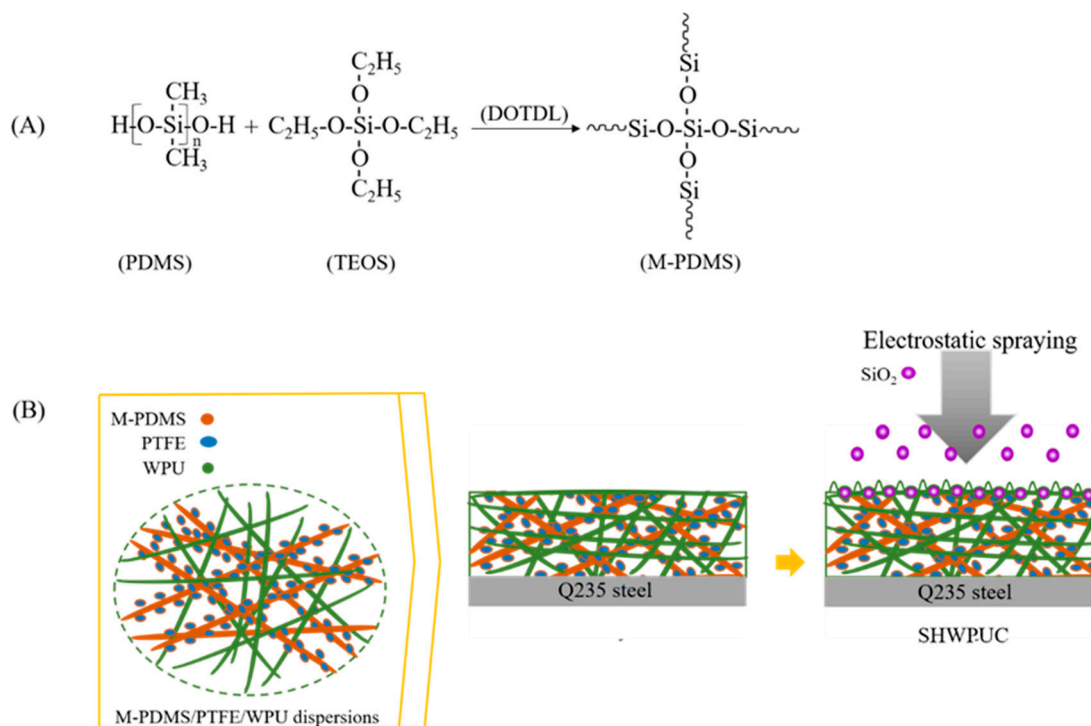 (A)
C₂H₅
O
CH₃
H-[O-Si]ₙO-H + C₂H₅-O-Si-O-C₂H₅
CH₃
O
C₂H₅
(DOTDL)
Si
O
Si-O-Si-O-Si
O
Si
(PDMS)
(TEOS)
(M-PDMS)
(B)
M-PDMS
PTFE
WPU
M-PDMS/PTFE/WPU dispersions
Q235 steel
Electrostatic spraying
SiO₂
Q235 steel
SHWPUC